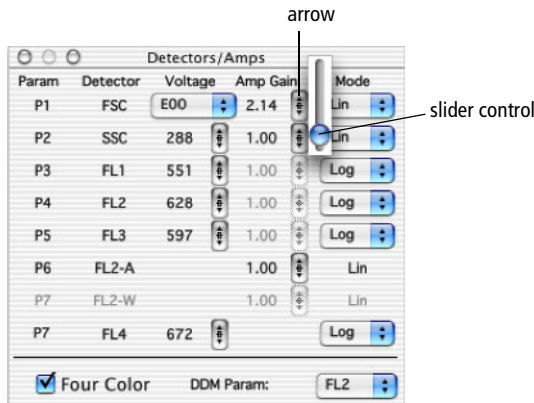 arrow
Detectors/Amps
Param Detector Voltage Amp Gain Mode
P1 FSC E00 2.14 Lin
slider control
P2 SSC 288 1.00 Lin
P3 FL1 551 1.00 Log
P4 FL2 628 1.00 Log
P5 FL3 597 1.00 Log
P6 FL2-A 1.00 Lin
P7 FL2-W 1.00 Lin
P7 FL4 672 Log
Four Color DDM Param: FL2